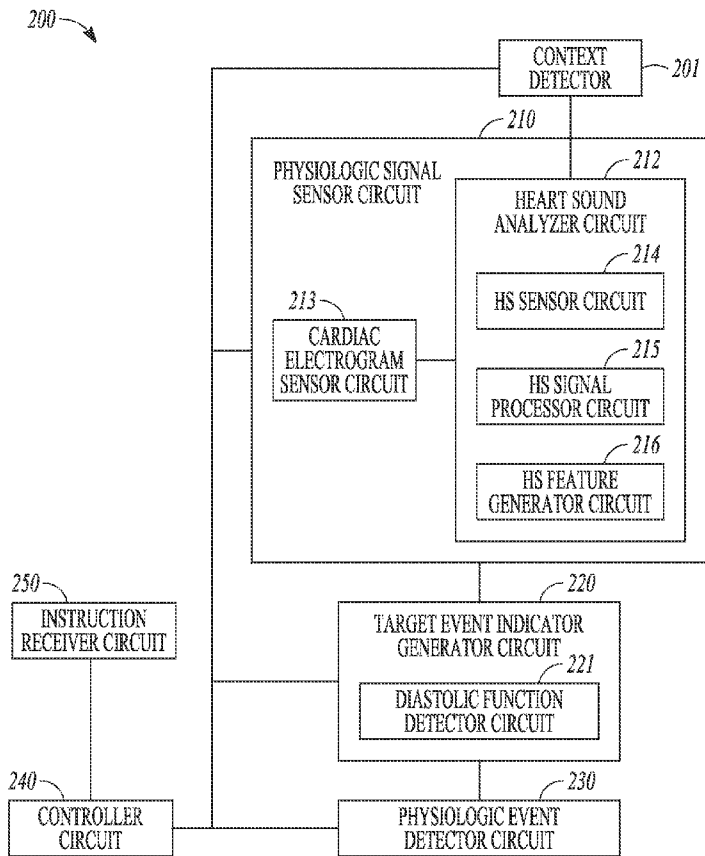 200
CONTEXT
DETECTOR
201
210
PHYSIOLOGIC SIGNAL
SENSOR CIRCUIT
212
HEART SOUND
ANALYZER CIRCUIT
214
HS SENSOR CIRCUIT
213
CARDIAC
ELECTROGRAM
SENSOR CIRCUIT
215
HS SIGNAL
PROCESSOR CIRCUIT
216
HS FEATURE
GENERATOR CIRCUIT
250
INSTRUCTION
RECEIVER CIRCUIT
220
TARGET EVENT INDICATOR
GENERATOR CIRCUIT
221
DIASTOLIC FUNCTION
DETECTOR CIRCUIT
240
CONTROLLER
CIRCUIT
230
PHYSIOLOGIC EVENT
DETECTOR CIRCUIT